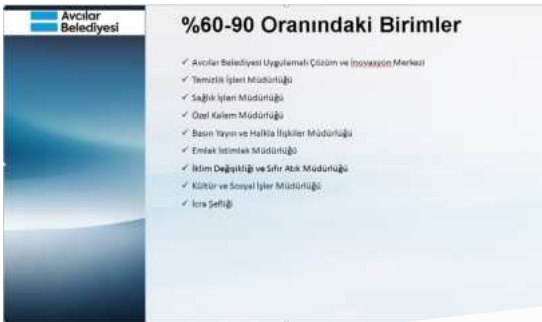 Avcılar
Belediyesi
%60-90 Oranındaki Birimler
✓ Avcılar Belediyesi Uygulamalı Çözüm ve İnovasyon Merkezi
✓ Temizlik İşleri Müdürlüğü
✓ Sağlık İşleri Müdürlüğü
✓ Özel Kalem Müdürlüğü
✓ Basın Yayın ve Halkla İlişkiler Müdürlüğü
✓ Emlak İstimlak Müdürlüğü
✓ İklim Değişikliği ve Sıfır Atık Müdürlüğü
✓ Kültür ve Sosyal İşler Müdürlüğü
✓ İcra Şefliği